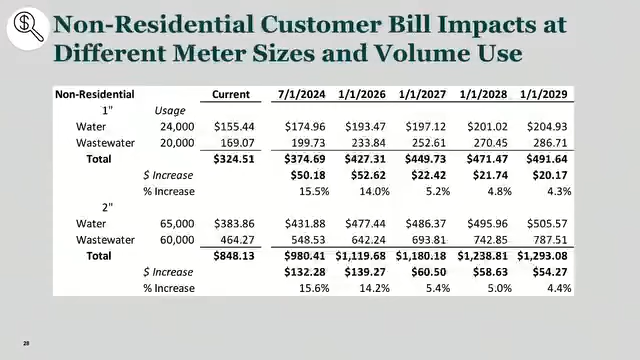 Non-Residential Customer Bill Impacts at
Different Meter Sizes and Volume Use
Non-Residential Current 7/1/2024 1/1/2026 1/1/2027 1/1/2028 1/1/2029
1" Usage
Water 24,000 $155.44 $174.96 $193.47 $197.12 $201.02 $204.93
Wastewater 20,000 169.07 199.73 233.84 252.61 270.45 286.71
Total $324.51 $374.69 $427.31 $449.73 $471.47 $491.64
$ Increase $50.18 $52.62 $22.42 $21.74 $20.17
% Increase 15.5% 14.0% 5.2% 4.8% 4.3%
2"
Water 65,000 $383.86 $431.88 $477.44 $486.37 $495.96 $505.57
Wastewater 60,000 464.27 548.53 642.24 693.81 742.85 787.51
Total $848.13 $980.41 $1,119.68 $1,180.18 $1,238.81 $1,293.08
$ Increase $132.28 $139.27 $60.50 $58.63 $54.27
% Increase 15.6% 14.2% 5.4% 5.0% 4.4%
28